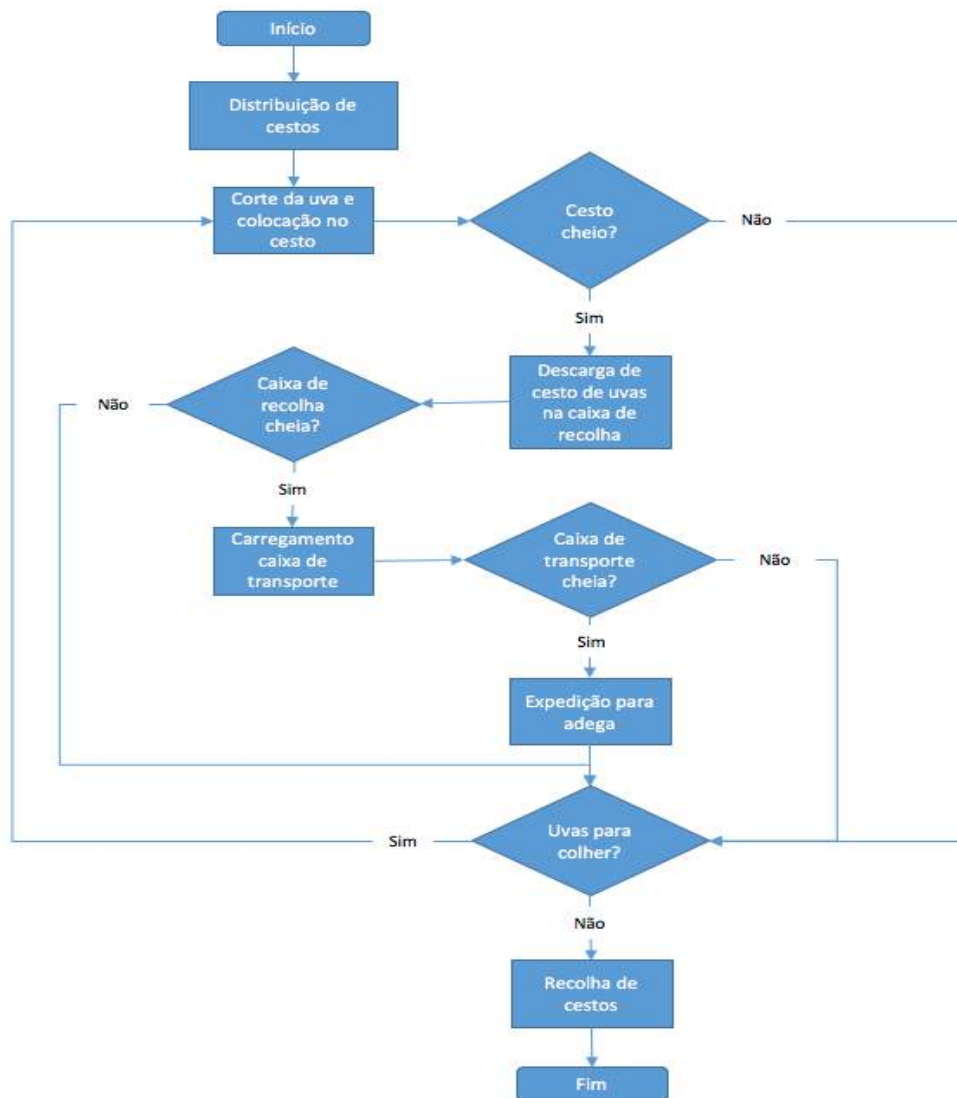 Início
Distribuição de
cestos
Corte da uva e
colocação no
cesto
Cesto
cheio?
Não
Sim
Descarga de
cesto de uvas
na caixa de
recolha
Caixa de
recolha
cheia?
Não
Sim
Carregamento
caixa de
transporte
Caixa de
transporte
cheia?
Não
Sim
Expedição para
adega
Uvas para
colher?
Sim
Não
Recolha de
cestos
Fim